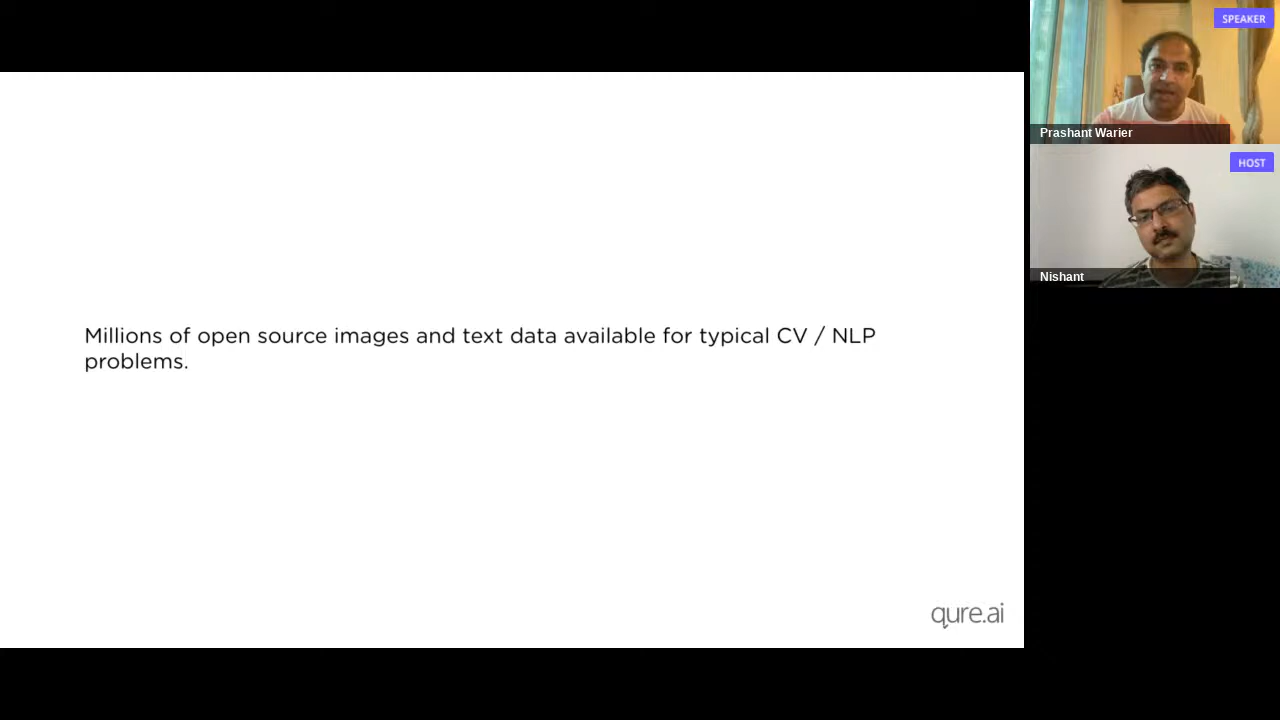 SPEAKER
Prashant Warier
HOST
Nishant
Millions of open source images and text data available for typical CV / NLP
problems.
qure.ai